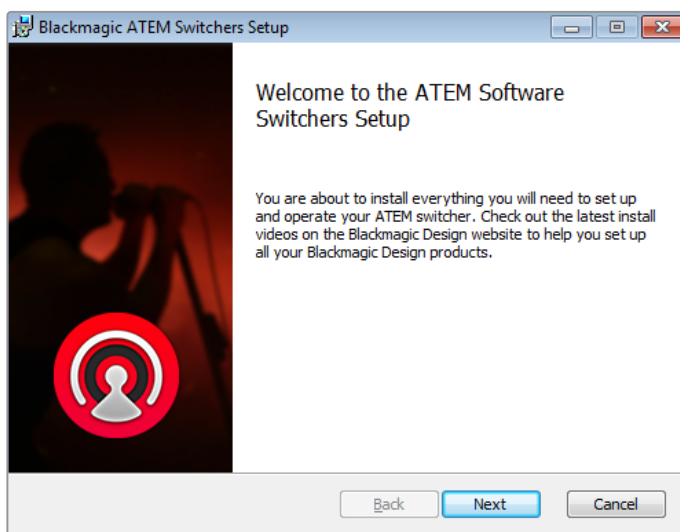 Blackmagic ATEM Switchers Setup
Welcome to the ATEM Software
Switchers Setup
You are about to install everything you will need to set up
and operate your ATEM switcher. Check out the latest install
videos on the Blackmagic Design website to help you set up
all your Blackmagic Design products.
Back
Next
Cancel